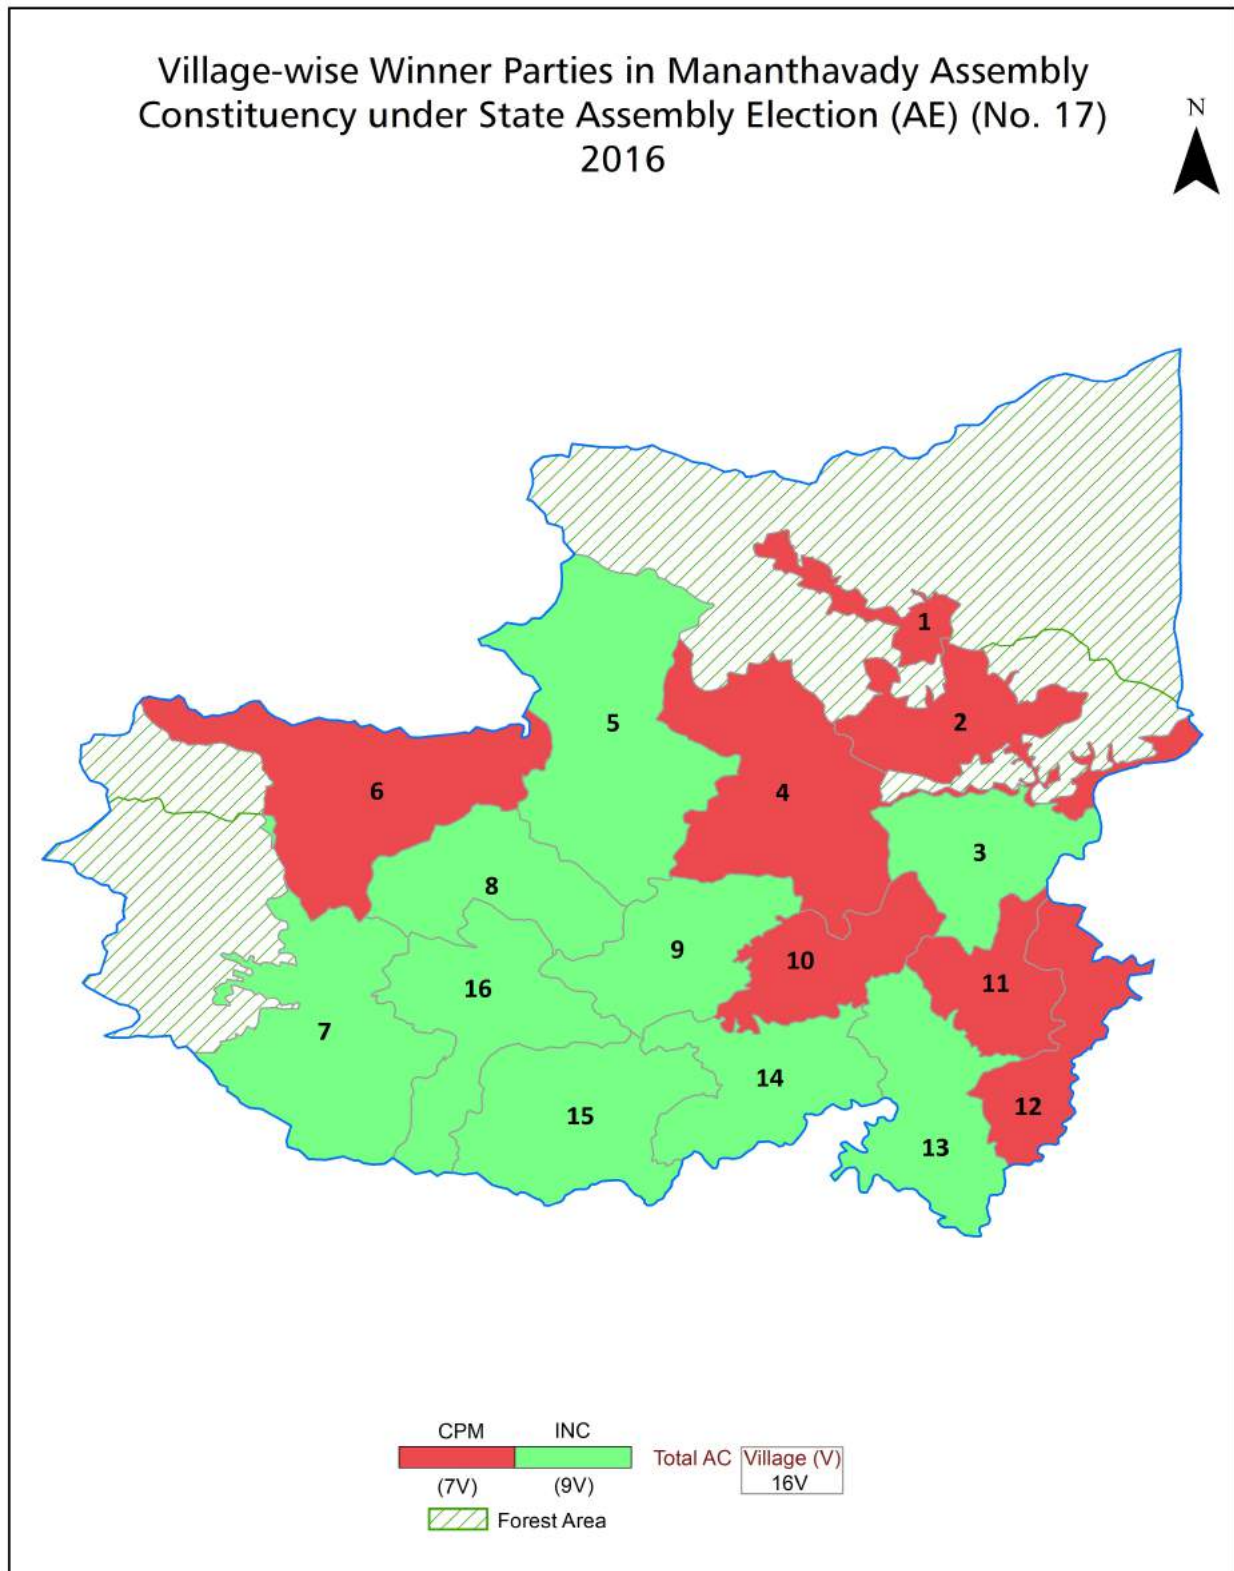 Village-wise Winner Parties in Mananthavady Assembly
Constituency under State Assembly Election (AE) (No. 17)
2016
N
1
2
5
4
6
3
8
9
10
11
16
7
14
12
15
13
CPM INC
Total AC Village (V)
(7V) (9V) 16V
Forest Area